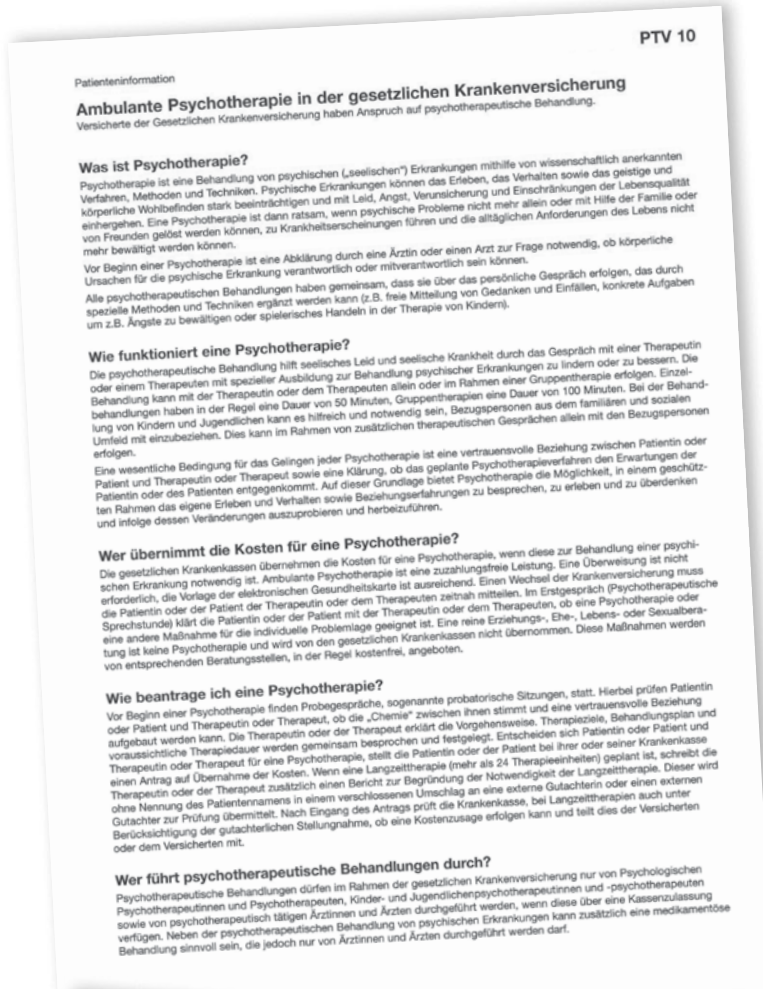 PTV 10
Patienteninformation
Ambulante Psychotherapie in der gesetzlichen Krankenversicherung
Versicherte der Gesetzlichen Krankenversicherung haben Anspruch auf psychotherapeutische Behandlung.
Was ist Psychotherapie?
Psychotherapie ist eine Behandlung von psychischen („seelischen“) Erkrankungen mithilfe von wissenschaftlich anerkannten
Verfahren, Methoden und Techniken. Psychische Erkrankungen können das Erleben, das Verhalten sowie das geistige und
körperliche Wohlbefinden stark beeinträchtigen und mit Leid, Angst, Verunsicherung und Einschränkungen der Lebensqualität
einhergehen. Eine Psychotherapie ist dann ratsam, wenn psychische Probleme nicht mehr allein oder mit Hilfe der Familie oder
von Freunden gelöst werden können, zu Krankheitserscheinungen führen und die alltäglichen Anforderungen des Lebens nicht
mehr bewältigt werden können.
Vor Beginn einer Psychotherapie ist eine Abklärung durch eine Ärztin oder einen Arzt zur Frage notwendig, ob körperliche
Ursachen für die psychische Erkrankung verantwortlich oder mitverantwortlich sein können.
Alle psychotherapeutischen Behandlungen haben gemeinsam, dass sie über das persönliche Gespräch erfolgen, das durch
spezielle Methoden und Techniken ergänzt werden kann (z.B. freie Mitteilung von Gedanken und Einfällen, konkrete Aufgaben
um z.B. Ängste zu bewältigen oder spielerisches Handeln in der Therapie von Kindern).
Wie funktioniert eine Psychotherapie?
Die psychotherapeutische Behandlung hilft seelisches Leid und seelische Krankheit durch das Gespräch mit einer Therapeutin
oder einem Therapeuten mit spezieller Ausbildung zur Behandlung psychischer Erkrankungen zu lindern oder zu bessern. Die
Behandlung kann mit der Therapeutin oder dem Therapeuten allein oder im Rahmen einer Gruppentherapie erfolgen. Einzel-
behandlungen haben in der Regel eine Dauer von 50 Minuten, Gruppentherapien eine Dauer von 100 Minuten. Bei der Behand-
lung von Kindern und Jugendlichen kann es hilfreich und notwendig sein, Bezugspersonen aus dem familiären und sozialen
Umfeld mit einzubeziehen. Dies kann im Rahmen von zusätzlichen therapeutischen Gesprächen allein mit den Bezugspersonen
erfolgen.
Eine wesentliche Bedingung für das Gelingen jeder Psychotherapie ist eine vertrauensvolle Beziehung zwischen Patientin oder
Patient und Therapeutin oder Therapeut sowie eine Klärung, ob das geplante Psychotherapieverfahren den Erwartungen der
Patientin oder des Patienten entgegenkommt. Auf dieser Grundlage bietet Psychotherapie die Möglichkeit, in einem geschütz-
ten Rahmen das eigene Erleben und Verhalten sowie Beziehungserfahrungen zu besprechen, zu erleben und zu überdenken
und infolge dessen Veränderungen auszuprobieren und herbeizuführen.
Wer übernimmt die Kosten für eine Psychotherapie?
Die gesetzlichen Krankenkassen übernehmen die Kosten für eine Psychotherapie, wenn diese zur Behandlung einer psychi-
schen Erkrankung notwendig ist. Ambulante Psychotherapie ist eine zuzahlungsfreie Leistung. Eine Überweisung ist nicht
erforderlich, die Vorlage der elektronischen Gesundheitskarte ist ausreichend. Einen Wechsel der Krankenversicherung muss
die Patientin oder der Patient der Therapeutin oder dem Therapeuten zeitnah mitteilen. Im Erstgespräch (Psychotherapeutische
Sprechstunde) klärt die Patientin oder der Patient mit der Therapeutin oder dem Therapeuten, ob eine Psychotherapie oder
eine andere Maßnahme für die individuelle Problemlage geeignet ist. Eine reine Erziehungs-, Ehe-, Lebens- oder Sexualbera-
tung ist keine Psychotherapie und wird von den gesetzlichen Krankenkassen nicht übernommen. Diese Maßnahmen werden
von entsprechenden Beratungsstellen, in der Regel kostenfrei, angeboten.
Wie beantrage ich eine Psychotherapie?
Vor Beginn einer Psychotherapie finden Probegespräche, sogenannte probatorische Sitzungen, statt. Hierbei prüfen Patientin
oder Patient und Therapeutin oder Therapeut, ob die „Chemie“ zwischen ihnen stimmt und eine vertrauensvolle Beziehung
aufgebaut werden kann. Die Therapeutin oder der Therapeut erklärt die Vorgehensweise. Therapieziele, Behandlungsplan und
voraussichtliche Therapiedauer werden gemeinsam besprochen und festgelegt. Entscheiden sich Patientin oder Patient und
Therapeutin oder Therapeut für eine Psychotherapie, stellt die Patientin oder der Patient bei ihrer oder seiner Krankenkasse
einen Antrag auf Übernahme der Kosten. Wenn eine Langzeittherapie (mehr als 24 Therapieeinheiten) geplant ist, schreibt die
Therapeutin oder der Therapeut zusätzlich einen Bericht zur Begründung der Notwendigkeit der Langzeittherapie. Dieser wird
ohne Nennung des Patientennamens in einem verschlossenen Umschlag an eine externe Gutachterin oder einen externen
Gutachter zur Prüfung übermittelt. Nach Eingang des Antrags prüft die Krankenkasse, bei Langzeittherapien auch unter
Berücksichtigung der gutachterlichen Stellungnahme, ob eine Kostenzusage erfolgen kann und teilt dies der Versicherten
oder dem Versicherten mit.
Wer führt psychotherapeutische Behandlungen durch?
Psychotherapeutische Behandlungen dürfen im Rahmen der gesetzlichen Krankenversicherung nur von Psychologischen
Psychotherapeutinnen und Psychotherapeuten, Kinder- und Jugendlichenpsychotherapeutinnen und -psychotherapeuten
sowie von psychotherapeutisch tätigen Ärztinnen und Ärzten durchgeführt werden, wenn diese über eine Kassenzulassung
verfügen. Neben der psychotherapeutischen Behandlung von psychischen Erkrankungen kann zusätzlich eine medikamentöse
Behandlung sinnvoll sein, die jedoch nur von Ärztinnen und Ärzten durchgeführt werden darf.